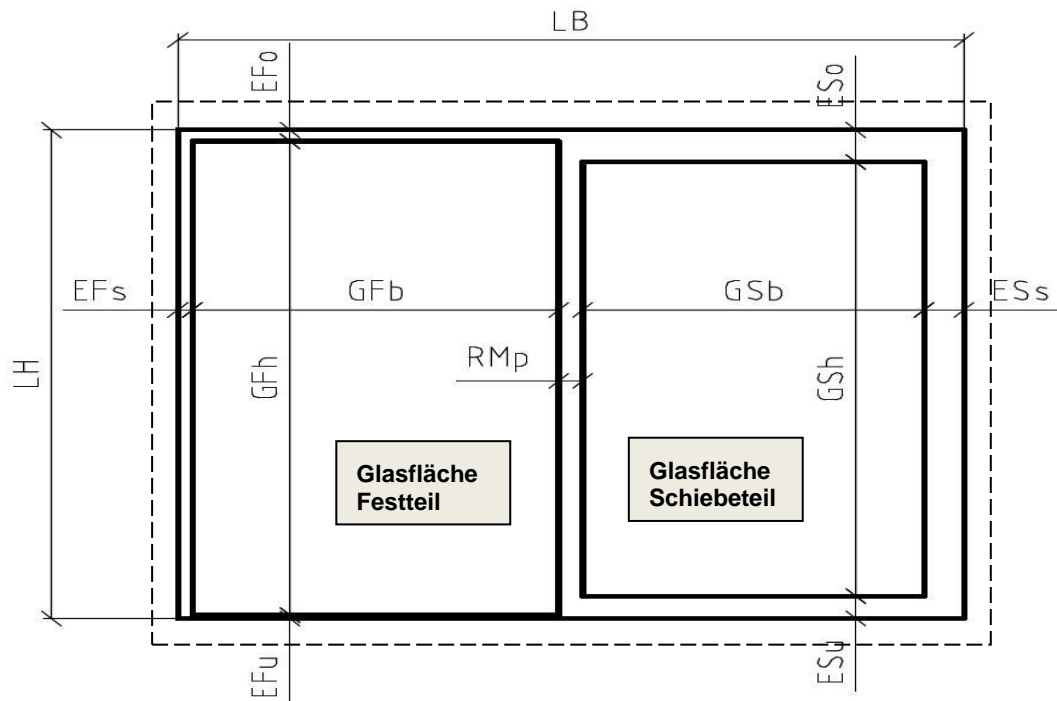 LB
EFo
ESo
EFs
GFb
GSb
ESs
RMp
LH
GFh
GSh
Glasfläche
Festteil
Glasfläche
Schiebeteil
EFu
ESu